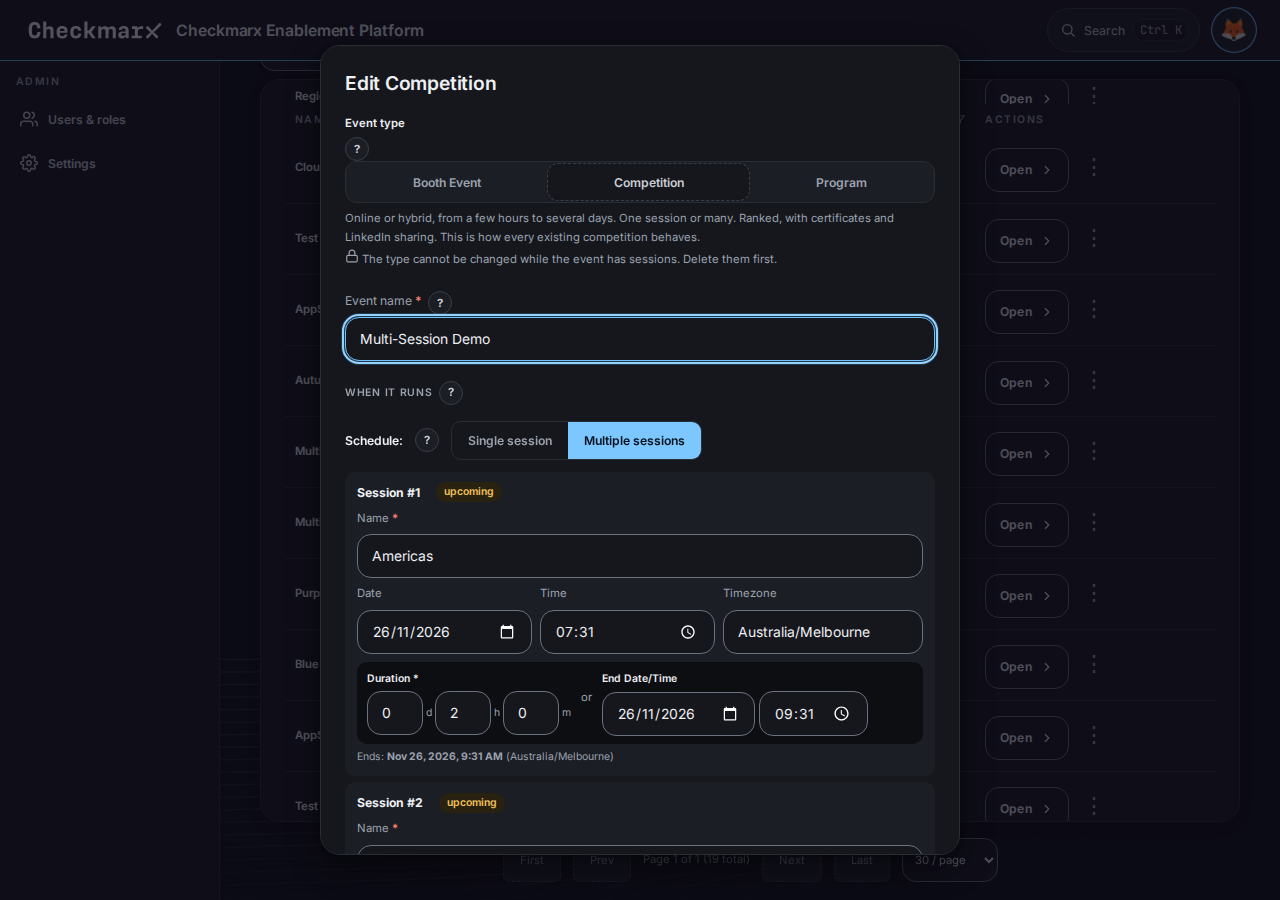 Checkmarx Checkmarx Enablement Platform
Search Ctrl K
ADMIN
Users & roles
Settings
Edit Competition
Event type
?
Booth Event Competition Program
Online or hybrid, from a few hours to several days. One session or many. Ranked, with certificates and
LinkedIn sharing. This is how every existing competition behaves.
The type cannot be changed while the event has sessions. Delete them first.
Event name * ?
Multi-Session Demo
WHEN IT RUNS ?
Schedule: ? Single session Multiple sessions
Session #1 upcoming
Name *
Americas
Date Time Timezone
26/11/2026 07:31 Australia/Melbourne
Duration * or End Date/Time
0 d 2 h 0 m 26/11/2026 09:31
Ends: Nov 26, 2026, 9:31 AM (Australia/Melbourne)
Session #2 upcoming
Name *
ACTIONS
Open
Open
Open
Open
Open
Open
Open
Open
Open
Open
Open
Test
Blue
Test
First Prev Page 1 of 1 (19 total) Next Last 30 / page